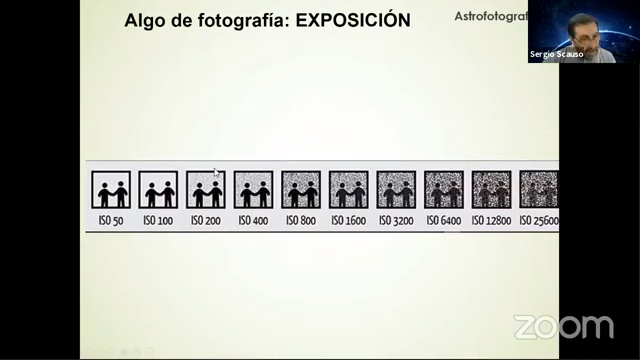 Algo de fotografía: EXPOSICIÓN
Sergio Scauso
ISO 50 ISO 100 ISO 200 ISO 400 ISO 800 ISO 1600 ISO 3200 ISO 6400 ISO 12800 ISO 25600
zoom